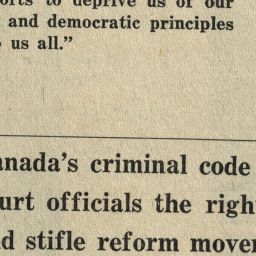 to deprive us of our
and democratic principles
us all.”
anada’s criminal code
urt officials the righ
d stifle reform mover